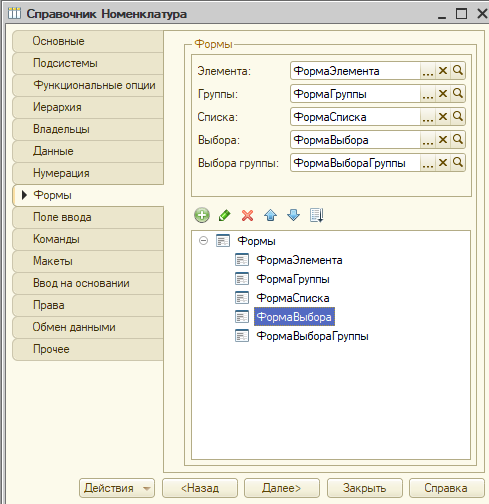 Справочник Номенклатура
Основные
Подсистемы
Функциональные опции
Иерархия
Владельцы
Данные
Нумерация
Формы
Поле ввода
Команды
Макеты
Ввод на основании
Права
Обмен данными
Прочее
Формы
Элемента: ФормаЭлемента ...
Группы: ФормаГруппы ...
Списка: ФормаСписка ...
Выбора: ФормаВыбора ...
Выбора группы: ФормаВыбораГруппы ...
Формы
ФормаЭлемента
ФормаГруппы
ФормаСписка
ФормаВыбора
ФормаВыбораГруппы
Действия <Назад Далее> Закрыть Справка